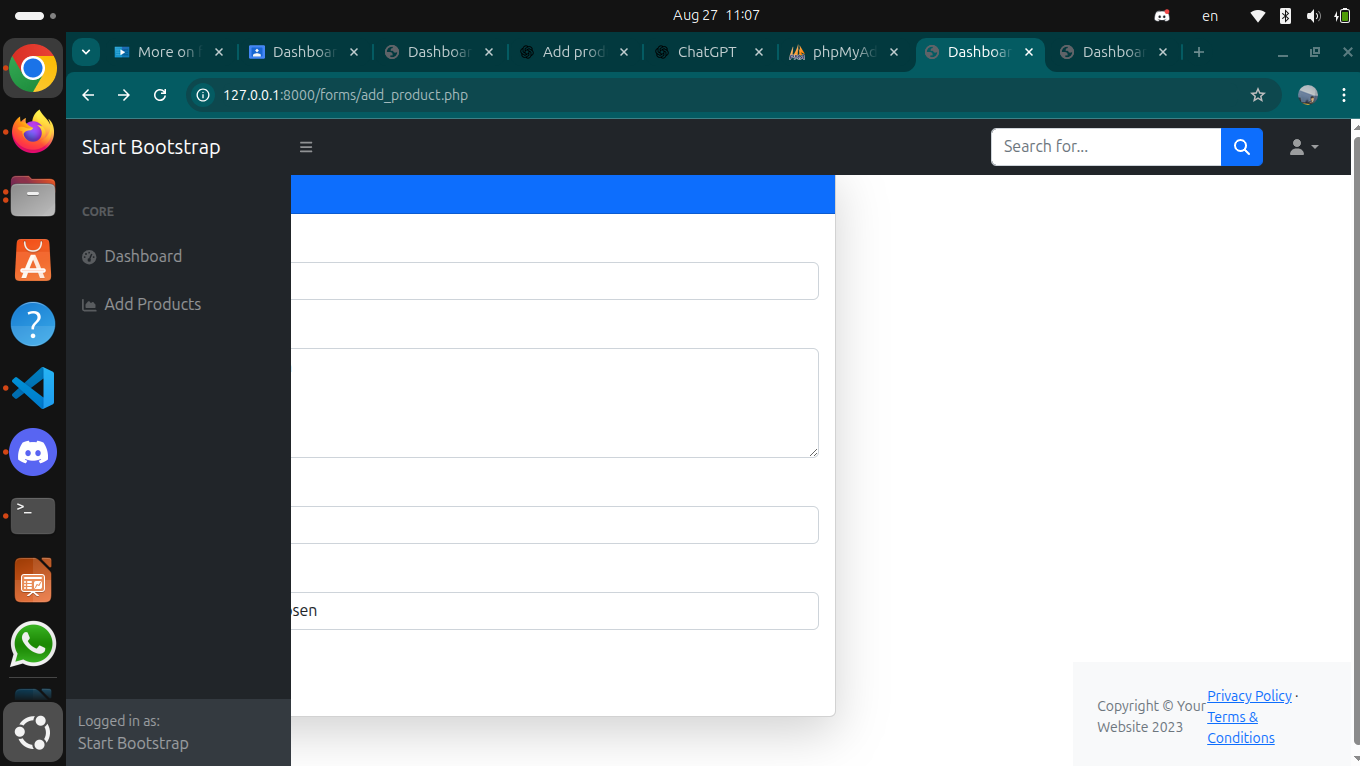 Aug 27 11:07
en
More on f
Dashboar
Dashboar
Add prod
ChatGPT
phpMyAd
Dashboar
Dashboar
127.0.0.1:8000/forms/add_product.php
Start Bootstrap
Search for...
CORE
Dashboard
Add Products
osen
Logged in as:
Start Bootstrap
Copyright © Your
Website 2023
Privacy Policy ·
Terms &
Conditions